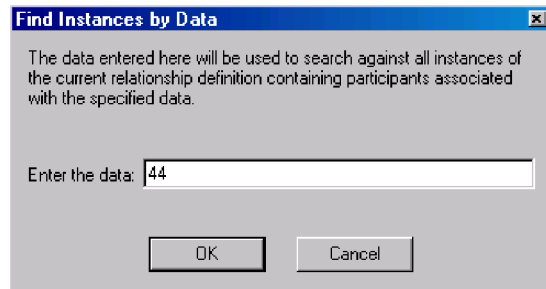 Find Instances by Data
The data entered here will be used to search against all instances of
the current relationship definition containing participants associated
with the specified data.
Enter the data: 44
OK Cancel